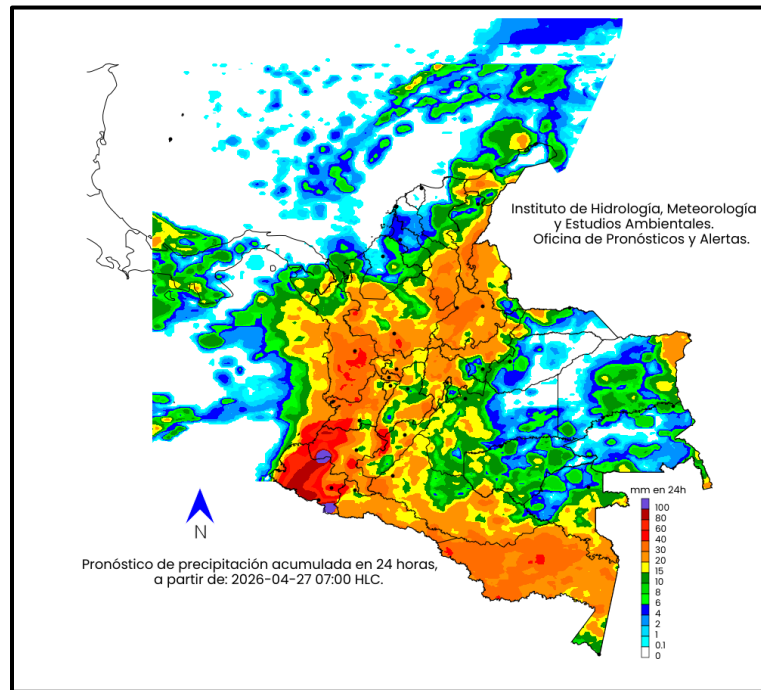 Instituto de Hidrología, Meteorología
y Estudios Ambientales.
Oficina de Pronósticos y Alertas.
N
Pronóstico de precipitación acumulada en 24 horas,
a partir de: 2026-04-27 07:00 HLC.
mm en 24h
100
80
60
40
30
20
15
10
8
6
4
2
1
0.1
0